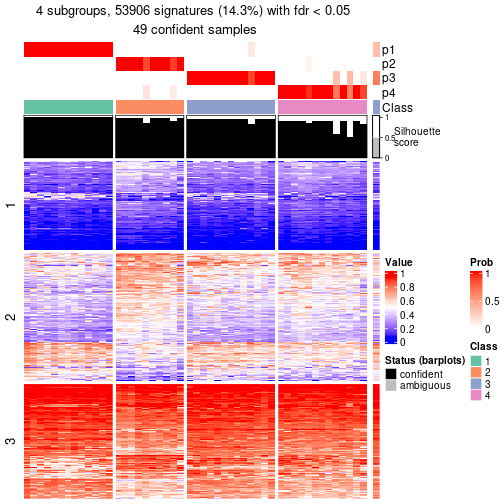 4 subgroups, 53906 signatures (14.3%) with fdr < 0.05
49 confident samples
p1
p2
p3
p4
Class
1
0.5
0
Silhouette
score
1
2
3
Value
1
0.8
0.6
0.4
0.2
0
Status (barplots)
confident
ambiguous
Prob
1
0.5
0
Class
1
2
3
4